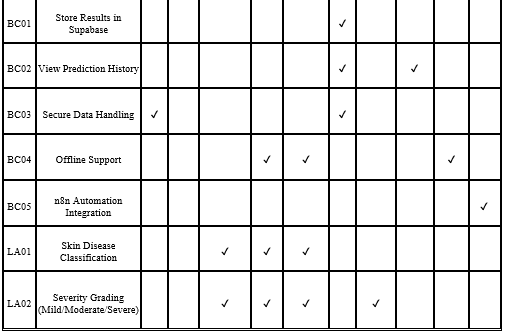 BC01 Store Results in Supabase ✓
BC02 View Prediction History ✓ ✓
BC03 Secure Data Handling ✓ ✓
BC04 Offline Support ✓ ✓ ✓
BC05 n8n Automation Integration ✓
LA01 Skin Disease Classification ✓ ✓ ✓
LA02 Severity Grading (Mild/Moderate/Severe) ✓ ✓ ✓ ✓